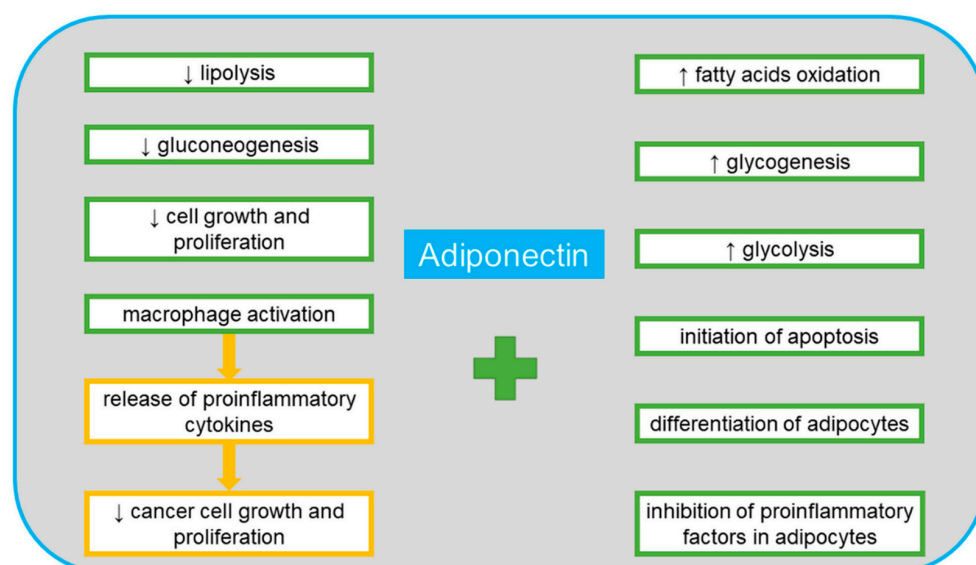 ↓ lipolysis
↓ gluconeogenesis
↓ cell growth and
proliferation
macrophage activation
release of proinflammatory
cytokines
↓ cancer cell growth and
proliferation
Adiponectin
↑ fatty acids oxidation
↑ glycogenesis
↑ glycolysis
initiation of apoptosis
differentiation of adipocytes
inhibition of proinflammatory
factors in adipocytes